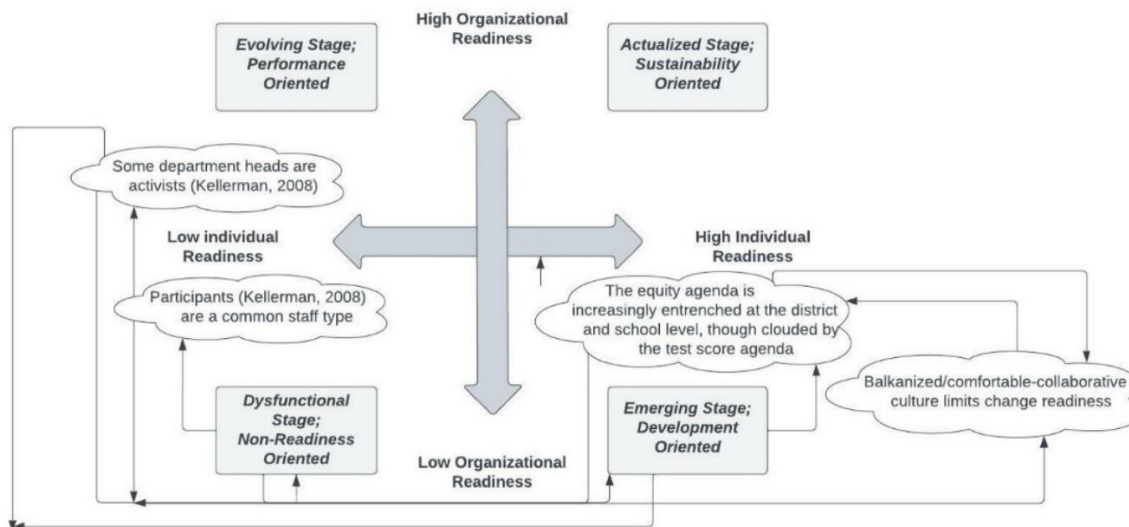 High Organizational
Readiness
Evolving Stage;
Performance
Oriented
Actualized Stage;
Sustainability
Oriented
Some department heads are
activists (Kellerman, 2008)
Low individual
Readiness
High Individual
Readiness
Participants (Kellerman, 2008)
are a common staff type
The equity agenda is
increasingly entrenched at the district
and school level, though clouded by
the test score agenda
Balkanized/comfortable-collaborative
culture limits change readiness
Dysfunctional
Stage;
Non-Readiness
Oriented
Emerging Stage;
Development
Oriented
Low Organizational
Readiness